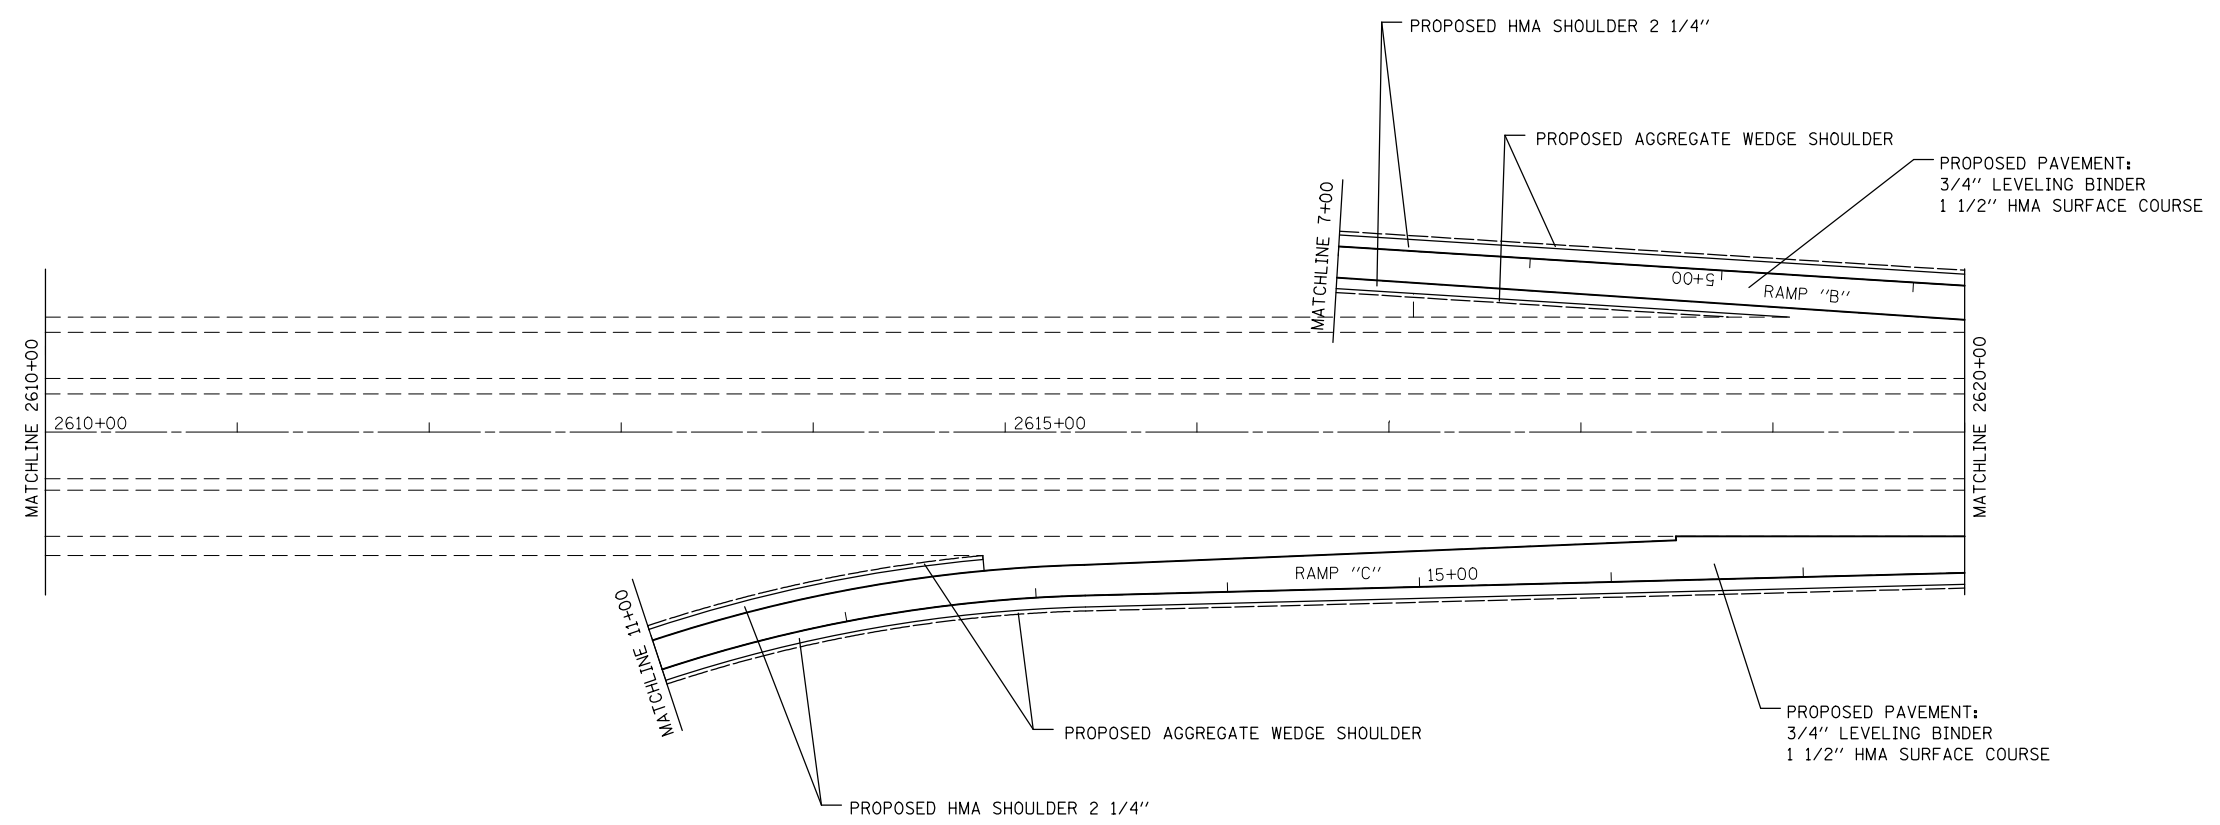 PROPOSED HMA SHOULDER 2 1/4"
PROPOSED AGGREGATE WEDGE SHOULDER
PROPOSED PAVEMENT:
3/4" LEVELING BINDER
1 1/2" HMA SURFACE COURSE
MATCHLINE 7+00
5+00
RAMP "B"
MATCHLINE 2610+00
2610+00
2615+00
MATCHLINE 2620+00
MATCHLINE 11+00
RAMP "C"
15+00
PROPOSED AGGREGATE WEDGE SHOULDER
PROPOSED PAVEMENT:
3/4" LEVELING BINDER
1 1/2" HMA SURFACE COURSE
PROPOSED HMA SHOULDER 2 1/4"